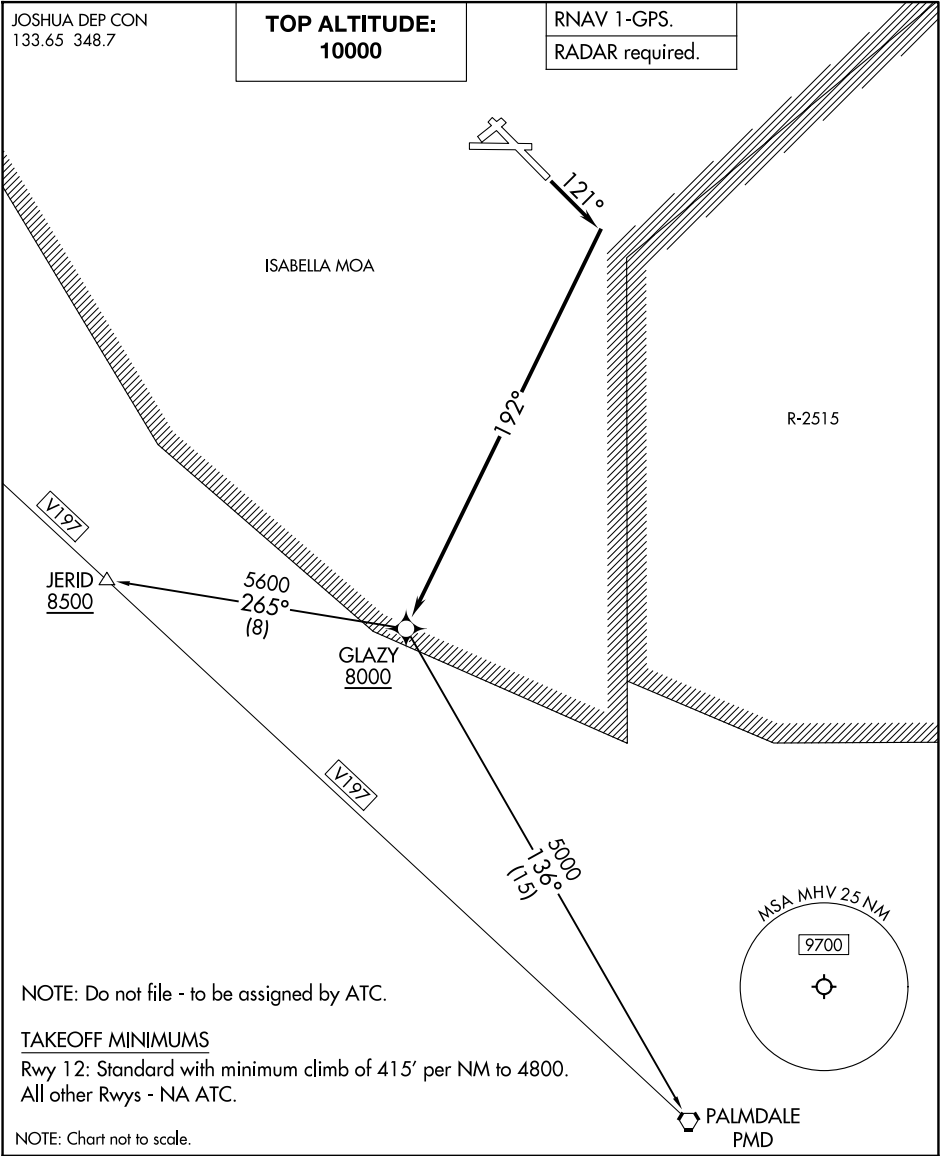 JOSHUA DEP CON
133.65 348.7
TOP ALTITUDE:
10000
RNAV 1-GPS.
RADAR required.
121°
ISABELLA MOA
192°
R-2515
V197
JERID
8500
5600
265°
(8)
GLAZY
8000
V197
5000
136°
(15)
MSA MHV 25 NM
9700
NOTE: Do not file - to be assigned by ATC.
TAKEOFF MINIMUMS
Rwy 12: Standard with minimum climb of 415' per NM to 4800.
All other Rwys - NA ATC.
PALMDALE
PMD
NOTE: Chart not to scale.